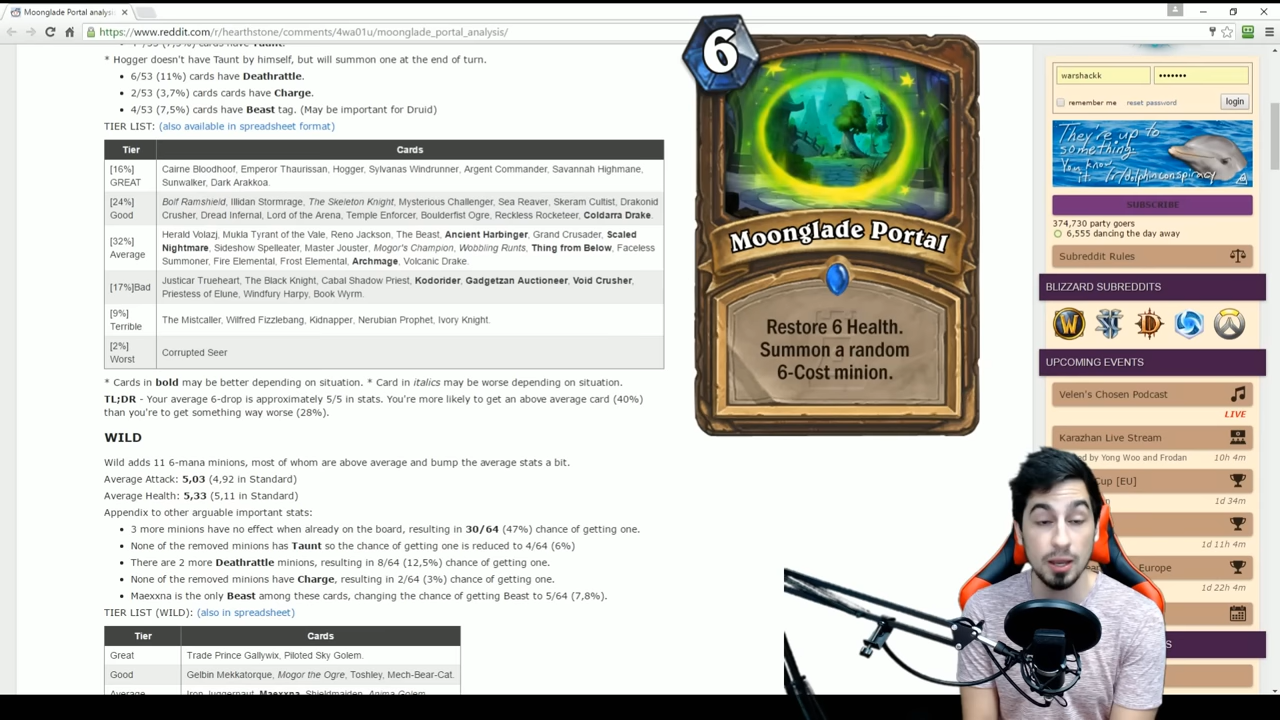 Moonglade Portal analysi
https://www.reddit.com/r/hearthstone/comments/4wa01u/moonglade_portal_analysis/
* Hogger doesn't have Taunt by himself, but will summon one at the end of turn.
6/53 (11%) cards have Deathrattle.
2/53 (3,7%) cards cards have Charge.
4/53 (7,5%) cards have Beast tag. (May be important for Druid)
TIER LIST: (also available in spreadsheet format)
Tier Cards
[16%] GREAT
Cairne Bloodhoof, Emperor Thaurissan, Hogger, Sylvanas Windrunner, Argent Commander, Savannah Highmane,
Sunwalker, Dark Arakkoa.
[24%] Good
Bolf Ramshield, Illidan Stormrage, The Skeleton Knight, Mysterious Challenger, Sea Reaver, Skeram Cultist, Drakonid
Crusher, Dread Infernal, Lord of the Arena, Temple Enforcer, Boulderfist Ogre, Reckless Rocketeer, Coldarra Drake.
[32%] Average
Herald Volazj, Mukla Tyrant of the Vale, Reno Jackson, The Beast, Ancient Harbinger, Grand Crusader, Scaled
Nightmare, Sideshow Spelleater, Master Jouster, Mogor's Champion, Wobbling Runts, Thing from Below, Faceless
Summoner, Fire Elemental, Frost Elemental, Archmage, Volcanic Drake.
[17%]Bad
Justicar Trueheart, The Black Knight, Cabal Shadow Priest, Kodorider, Gadgetzan Auctioneer, Void Crusher,
Priestess of Elune, Windfury Harpy, Book Wyrm.
[9%] Terrible
The Mistcaller, Wilfred Fizzlebang, Kidnapper, Nerubian Prophet, Ivory Knight.
[2%] Worst
Corrupted Seer
* Cards in bold may be better depending on situation. * Card in italics may be worse depending on situation.
TL;DR - Your average 6-drop is approximately 5/5 in stats. You're more likely to get an above average card (40%)
than you're to get something way worse (28%).
WILD
Wild adds 11 6-mana minions, most of whom are above average and bump the average stats a bit.
Average Attack: 5,03 (4,92 in Standard)
Average Health: 5,33 (5,11 in Standard)
Appendix to other arguable important stats:
3 more minions have no effect when already on the board, resulting in 30/64 (47%) chance of getting one.
None of the removed minions has Taunt so the chance of getting one is reduced to 4/64 (6%)
There are 2 more Deathrattle minions, resulting in 8/64 (12,5%) chance of getting one.
None of the removed minions have Charge, resulting in 2/64 (3%) chance of getting one.
Maexxna is the only Beast among these cards, changing the chance of getting Beast to 5/64 (7,8%).
TIER LIST (WILD): (also in spreadsheet)
Tier Cards
Great Trade Prince Gallywix, Piloted Sky Golem.
Good Gelbin Mekkatorque, Mogor the Ogre, Toshley, Mech-Bear-Cat.
6
Moonglade Portal
Restore 6 Health.
Summon a random
6-Cost minion.
warshackk •••••••
remember me reset password login
They're up to
something.
You know
it.
/r/dolphinconspiracy
SUBSCRIBE
374,730 party goers
6,555 dancing the day away
Subreddit Rules
BLIZZARD SUBREDDITS
UPCOMING EVENTS
Velen's Chosen Podcast
LIVE
Karazhan Live Stream
by Yong Woo and Frodan 10h 4m
Cup [EU]
1d 34m
1d 11h 4m
Europe
1d 22h 4m